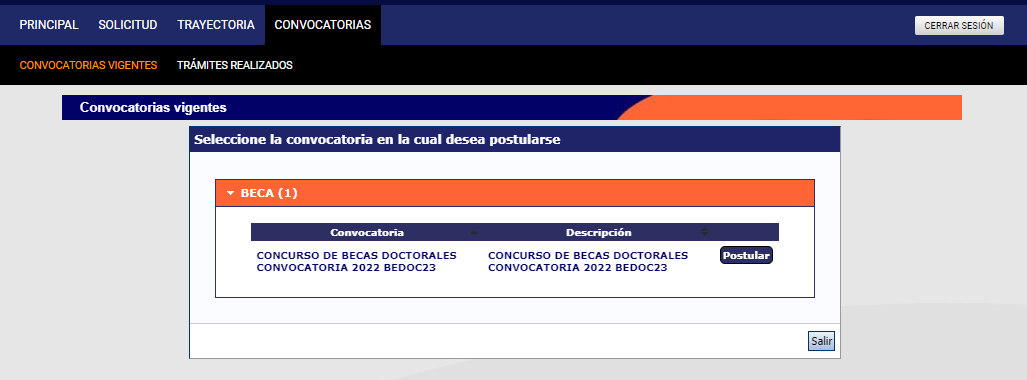 PRINCIPAL SOLICITUD TRAYECTORIA CONVOCATORIAS CERRAR SESIÓN
CONVOCATORIAS VIGENTES TRÁMITES REALIZADOS
Convocatorias vigentes
Seleccione la convocatoria en la cual desea postularse
BECA (1)
Convocatoria Descripción
CONCURSO DE BECAS DOCTORALES CONVOCATORIA 2022 BEDOC23
CONCURSO DE BECAS DOCTORALES CONVOCATORIA 2022 BEDOC23
Postular
Salir